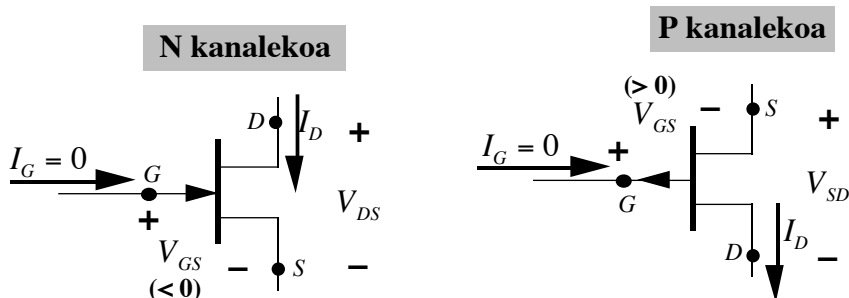 N kanalekoa
D
I_D
+
I_G = 0
G
+
V_DS
V_GS
(< 0)
−
S
−
P kanalekoa
(> 0)
V_GS
−
S
+
I_G = 0
+
G
V_SD
D
I_D
−